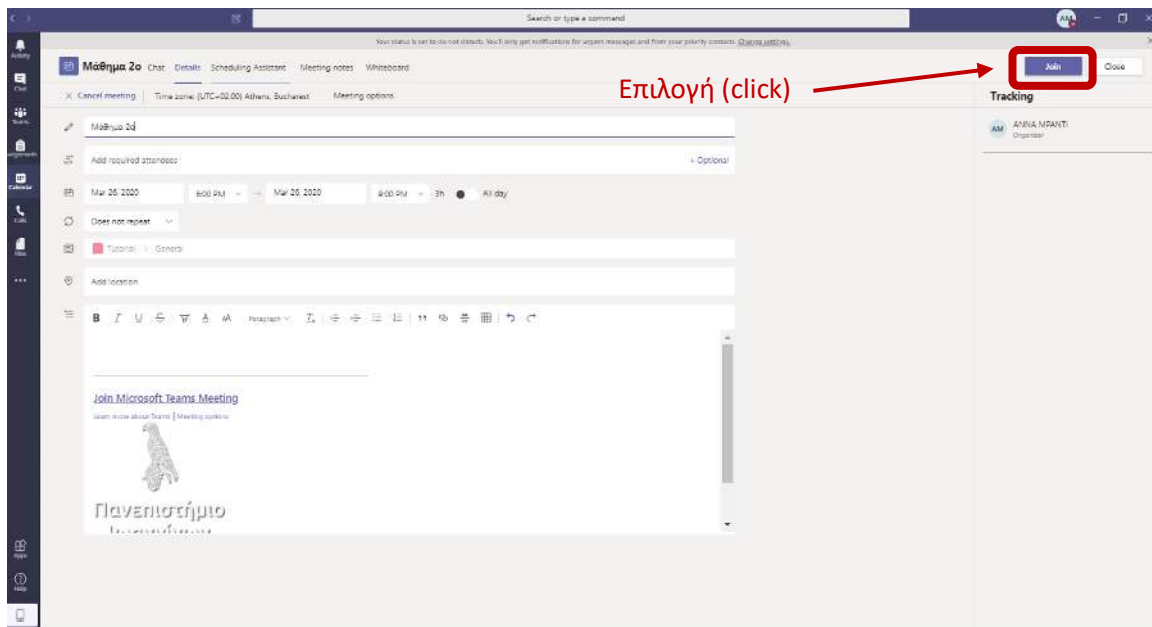 Search or type a command
AM
Your status is set to do not disturb. You'll only get notifications for urgent messages and from your priority contacts. Change settings.
Activity
Chat
Teams
Assignments
Calendar
Calls
Files
Apps
Help
Μάθημα 2ο Chat Details Scheduling Assistant Meeting notes Whiteboard
Join Close
Επιλογή (click)
Cancel meeting Time zone: (UTC+02:00) Athens, Bucharest Meeting options
Tracking
Μάθημα 2ο
AM ANNA MPANTI
Organizer
Add required attendees + Optional
Mar 26, 2020 Mar 26, 2020 9:00 PM 3h All day
Does not repeat
Tutorial > General
Add location
B I U Paragraph
Join Microsoft Teams Meeting
Learn more about Teams | Meeting options
Πανεπιστήμιο